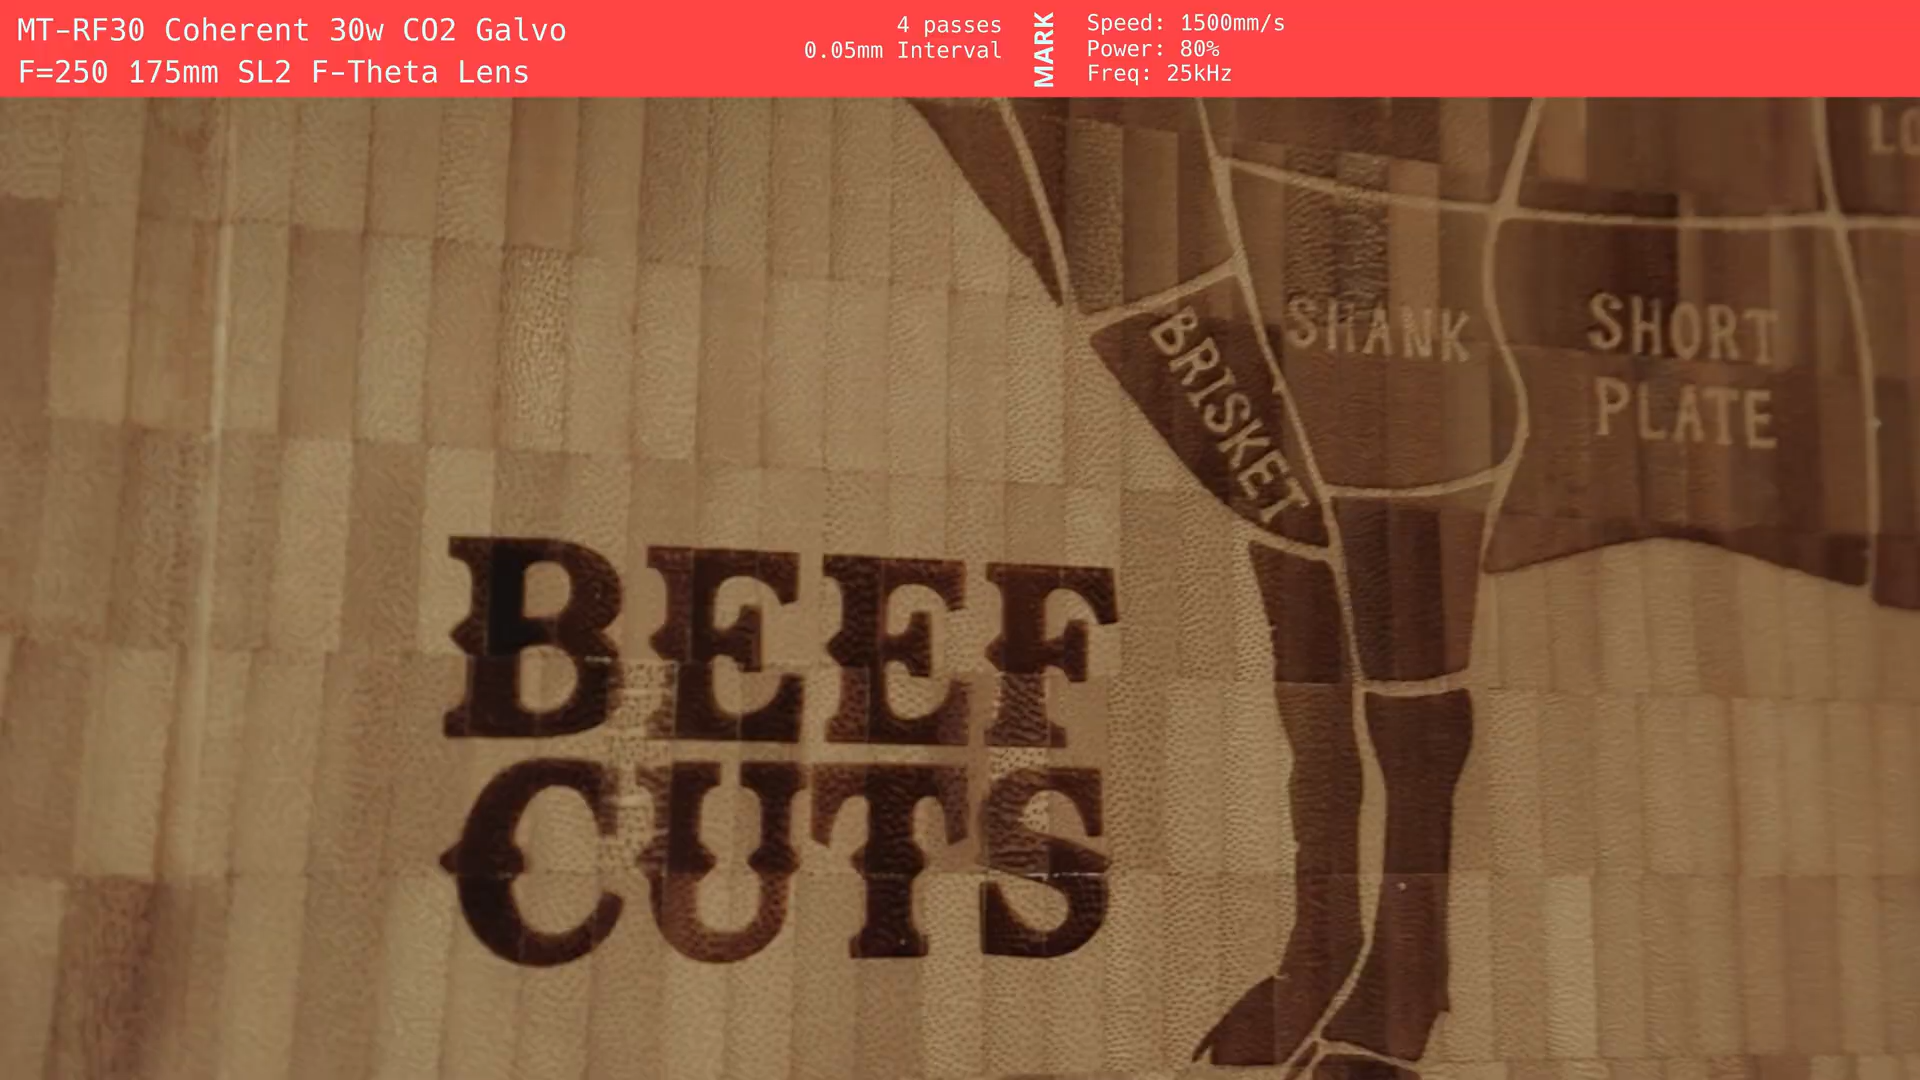 MT-RF30 Coherent 30w CO2 Galvo
F=250 175mm SL2 F-Theta Lens
4 passes
0.05mm Interval
MARK
Speed: 1500mm/s
Power: 80%
Freq: 25kHz
LO
BRISKET
SHANK
SHORT
PLATE
BEEF
CUTS